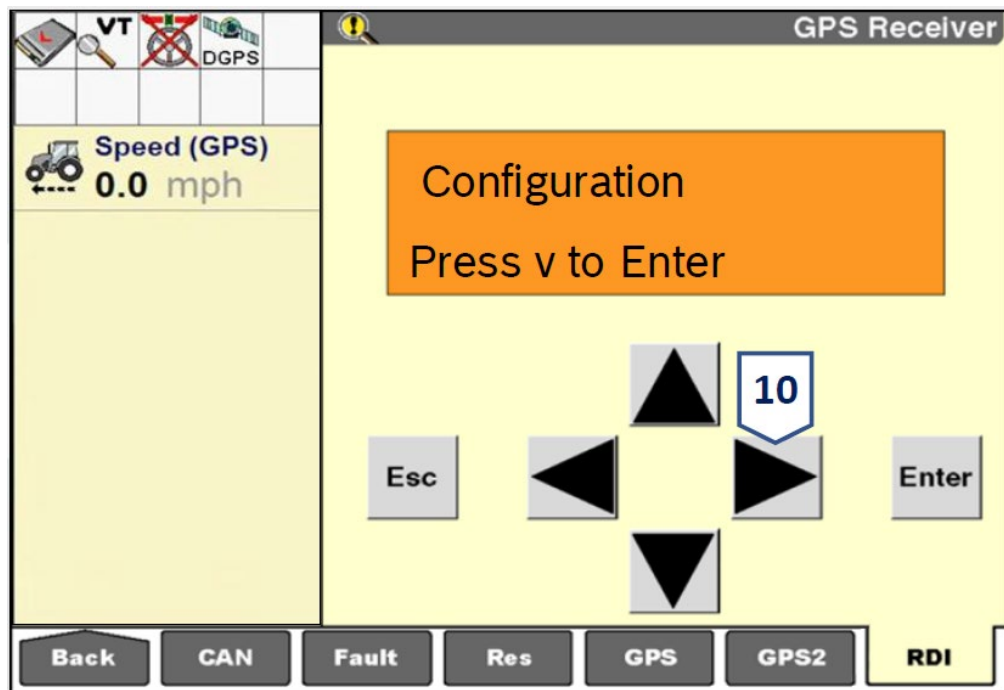 VT
DGPS
GPS Receiver
Speed (GPS)
0.0 mph
Configuration
Press v to Enter
10
Esc
Enter
Back
CAN
Fault
Res
GPS
GPS2
RDI